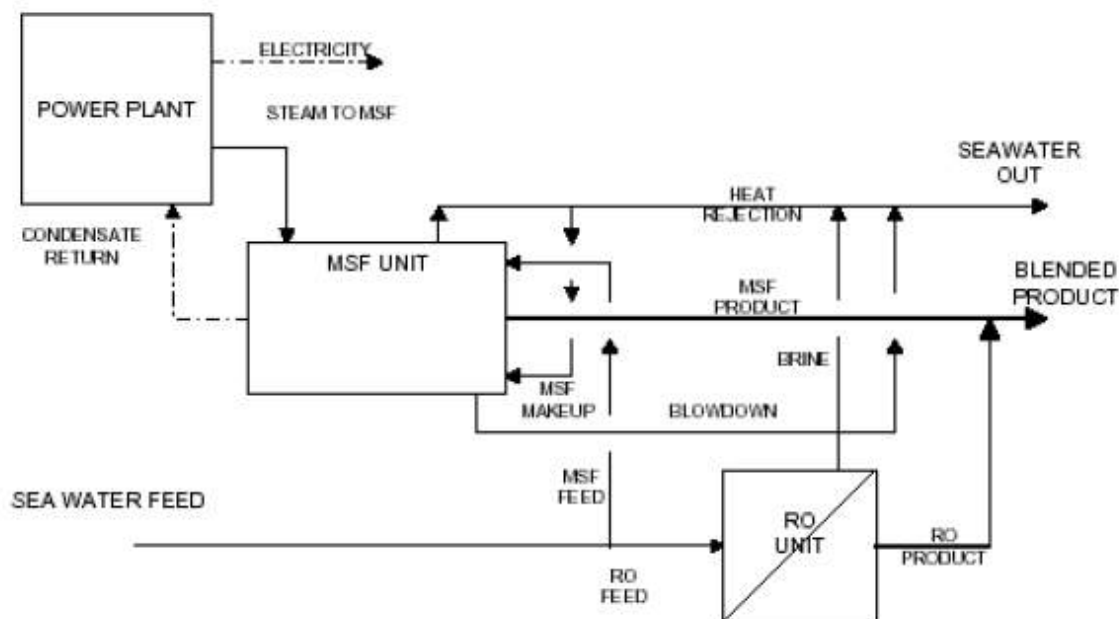 ELECTRICITY
POWER PLANT
STEAM TO MSF
SEAWATER
OUT
HEAT
REJECTION
CONDENSATE
RETURN
MSF UNIT
BLENDED
PRODUCT
MSF
PRODUCT
BRINE
MSF
MAKEUP
BLOWDOWN
MSF
FEED
SEA WATER FEED
RO
UNIT
RO
PRODUCT
RO
FEED